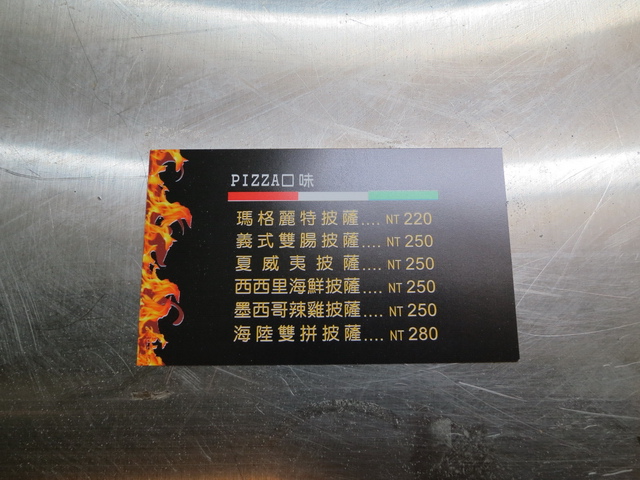 PIZZA口味
瑪格麗特披薩.... NT 220
義式雙腸披薩.... NT 250
夏威夷披薩.... NT 250
西西里海鮮披薩.... NT 250
墨西哥辣雞披薩.... NT 250
海陸雙拼披薩.... NT 280